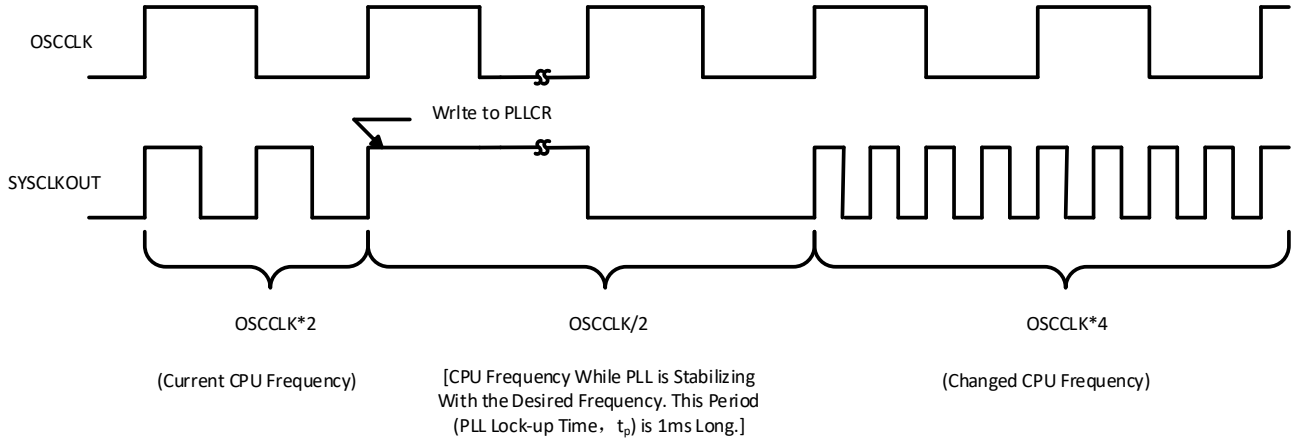 OSCCLK
WrIte to PLLCR
SYSCLKOUT
OSCCLK*2
OSCCLK/2
OSCCLK*4
(Current CPU Frequency)
[CPU Frequency While PLL is Stabilizing
With the Desired Frequency. This Period
(PLL Lock-up Time, tp) is 1ms Long.]
(Changed CPU Frequency)